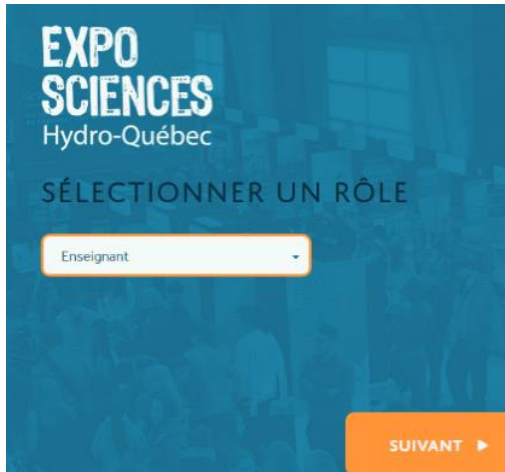 EXPO
SCIENCES
Hydro-Québec
SÉLECTIONNER UN RÔLE
Enseignant
SUIVANT